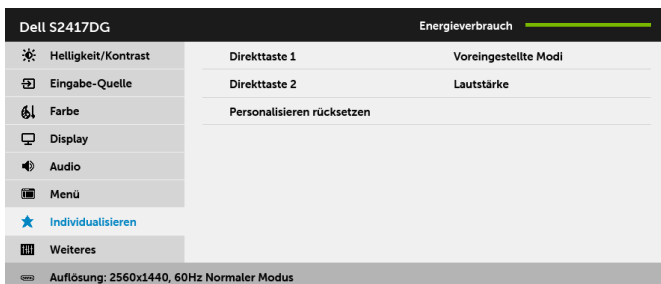 Dell S2417DG Energieverbrauch
Helligkeit/Kontrast Direkttaste 1 Voreingestellte Modi
Eingabe-Quelle Direkttaste 2 Lautstärke
Farbe Personalisieren rücksetzen
Display
Audio
Menü
Individualisieren
Weiteres
Auflösung: 2560x1440, 60Hz Normaler Modus